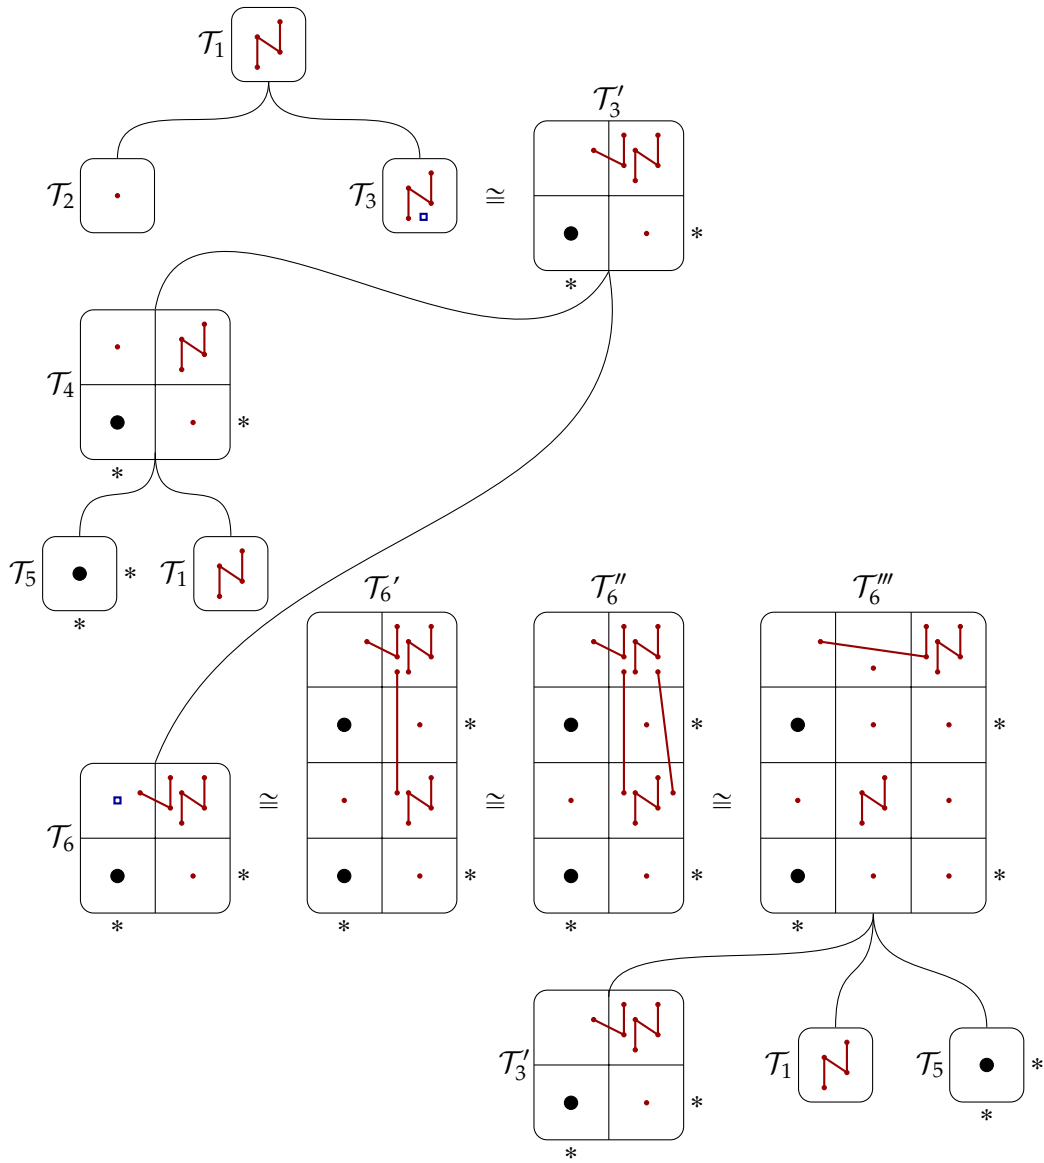 𝒯₁
𝒯₃′
𝒯₂
𝒯₃
≅
*
*
𝒯₄
*
*
𝒯₅
*
𝒯₁
*
𝒯₆′
𝒯₆″
𝒯₆‴
* * *
𝒯₆
≅
≅
≅
* * * *
* * * *
𝒯₃′
𝒯₁
𝒯₅
*
*
*
*